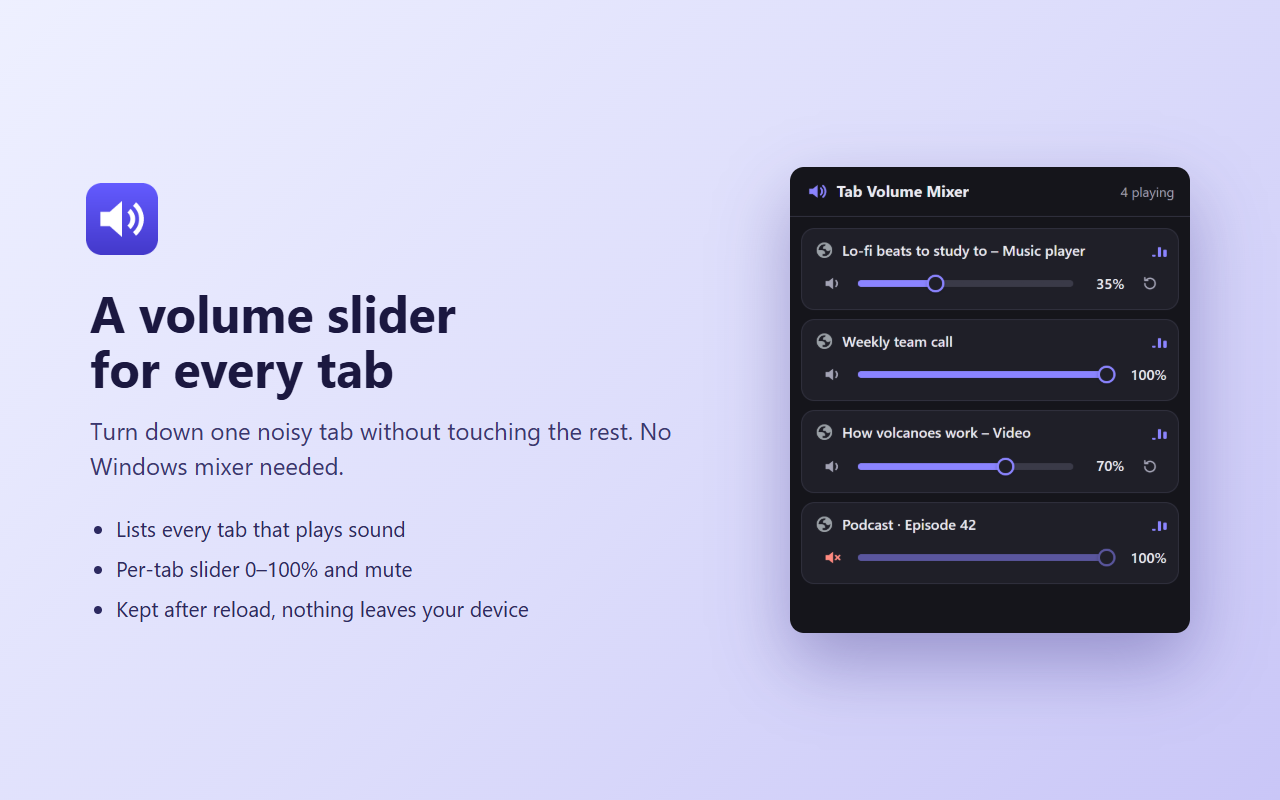 A volume slider
for every tab
Turn down one noisy tab without touching the rest. No
Windows mixer needed.
Lists every tab that plays sound
Per-tab slider 0–100% and mute
Kept after reload, nothing leaves your device
Tab Volume Mixer
4 playing
Lo-fi beats to study to – Music player
35%
Weekly team call
100%
How volcanoes work – Video
70%
Podcast · Episode 42
100%